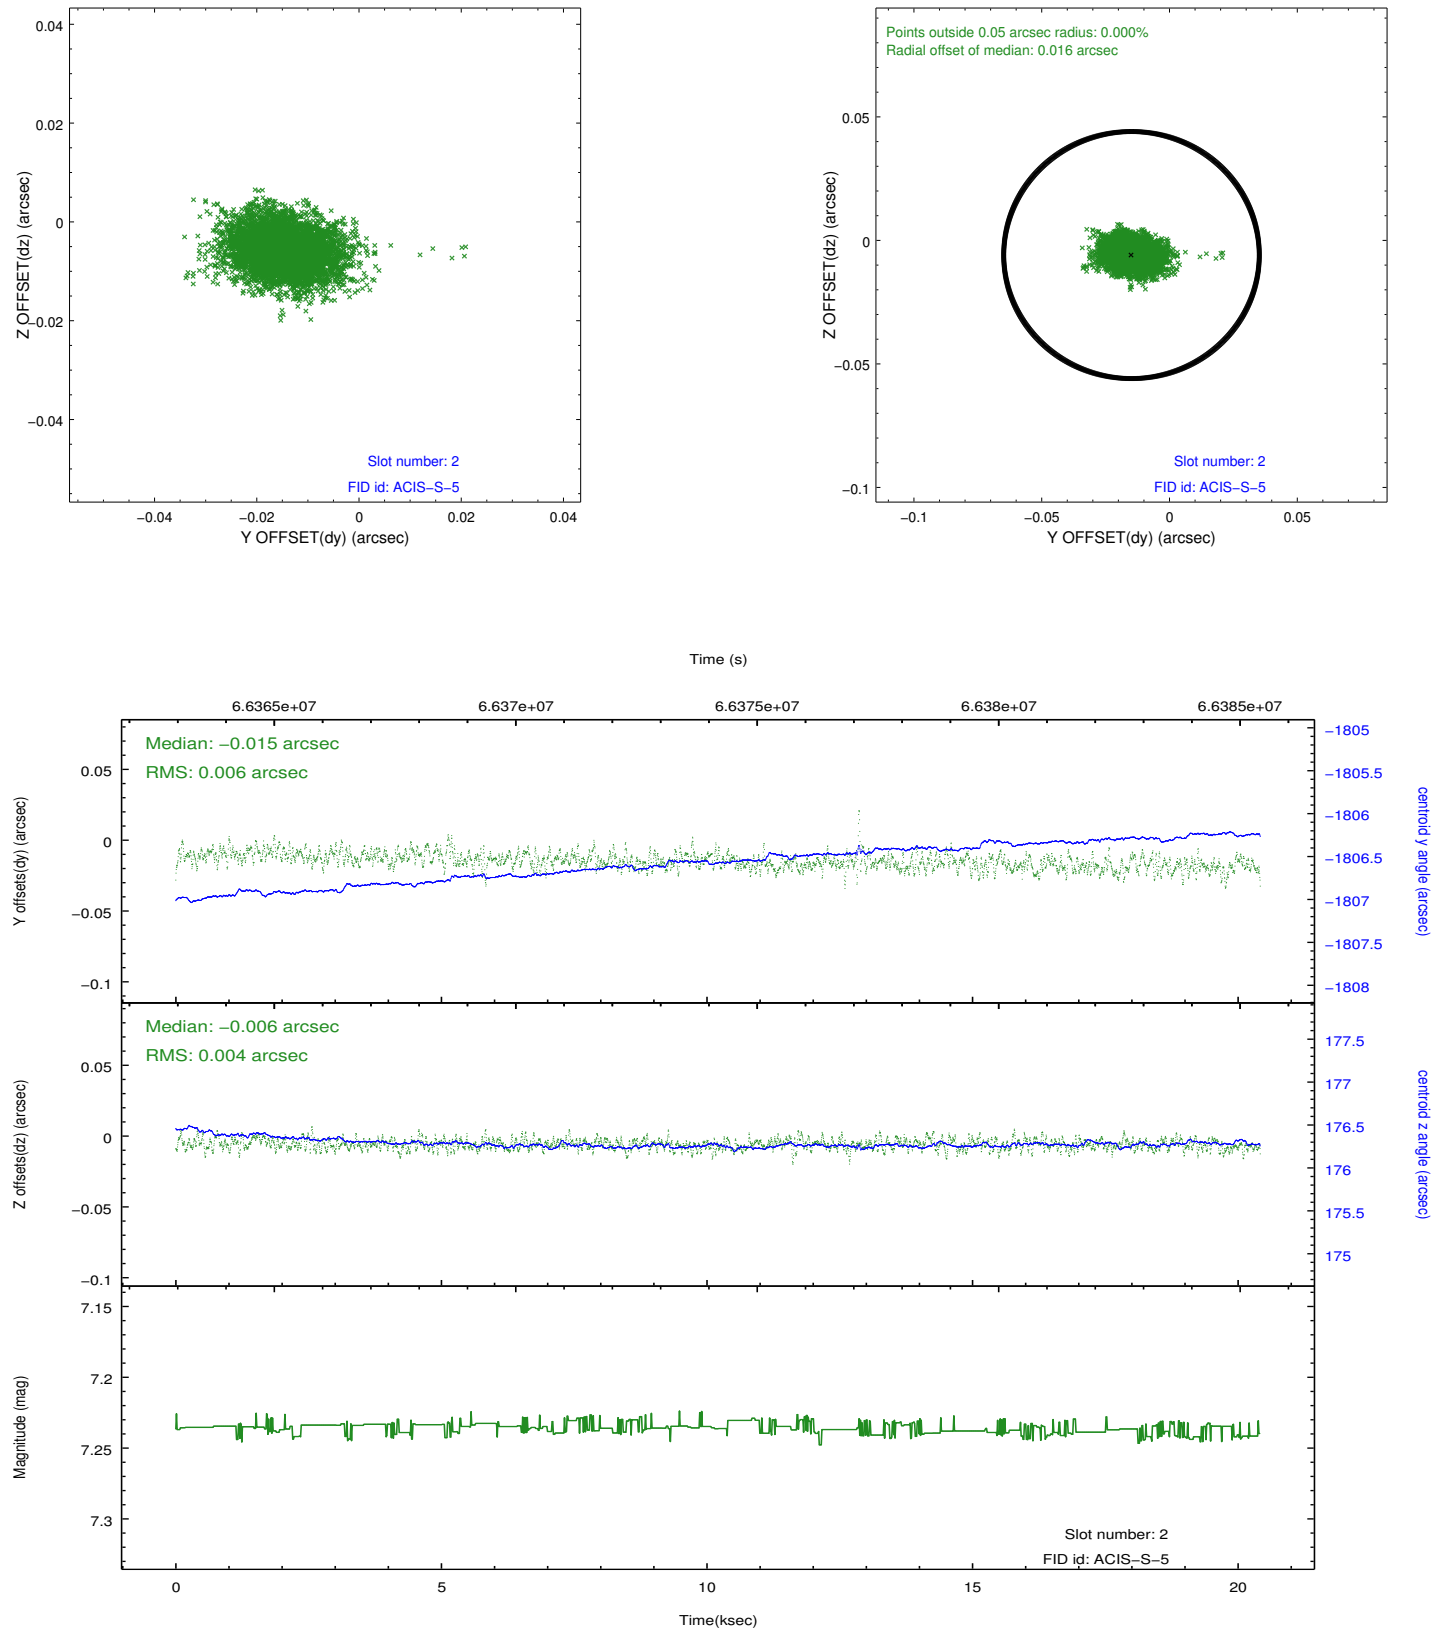 0.04
0.02
0
−0.02
−0.04
Z OFFSET(dz) (arcsec)
Slot number: 2
FID id: ACIS−S−5
−0.04
−0.02
0
0.02
0.04
Y OFFSET(dy) (arcsec)
Points outside 0.05 arcsec radius: 0.000%
Radial offset of median: 0.016 arcsec
0.05
0
−0.05
−0.1
Z OFFSET(dz) (arcsec)
Slot number: 2
FID id: ACIS−S−5
−0.1
−0.05
0
0.05
Y OFFSET(dy) (arcsec)
Time (s)
6.6365e+07
6.637e+07
6.6375e+07
6.638e+07
6.6385e+07
Median: −0.015 arcsec
RMS: 0.006 arcsec
0.05
0
−0.05
−0.1
Y offsets(dy) (arcsec)
−1805
−1805.5
−1806
−1806.5
−1807
−1807.5
−1808
centroid y angle (arcsec)
Median: −0.006 arcsec
RMS: 0.004 arcsec
0.05
0
−0.05
−0.1
Z offsets(dz) (arcsec)
177.5
177
176.5
176
175.5
175
centroid z angle (arcsec)
7.15
7.2
7.25
7.3
Magnitude (mag)
Slot number: 2
FID id: ACIS−S−5
0
5
10
15
20
Time(ksec)